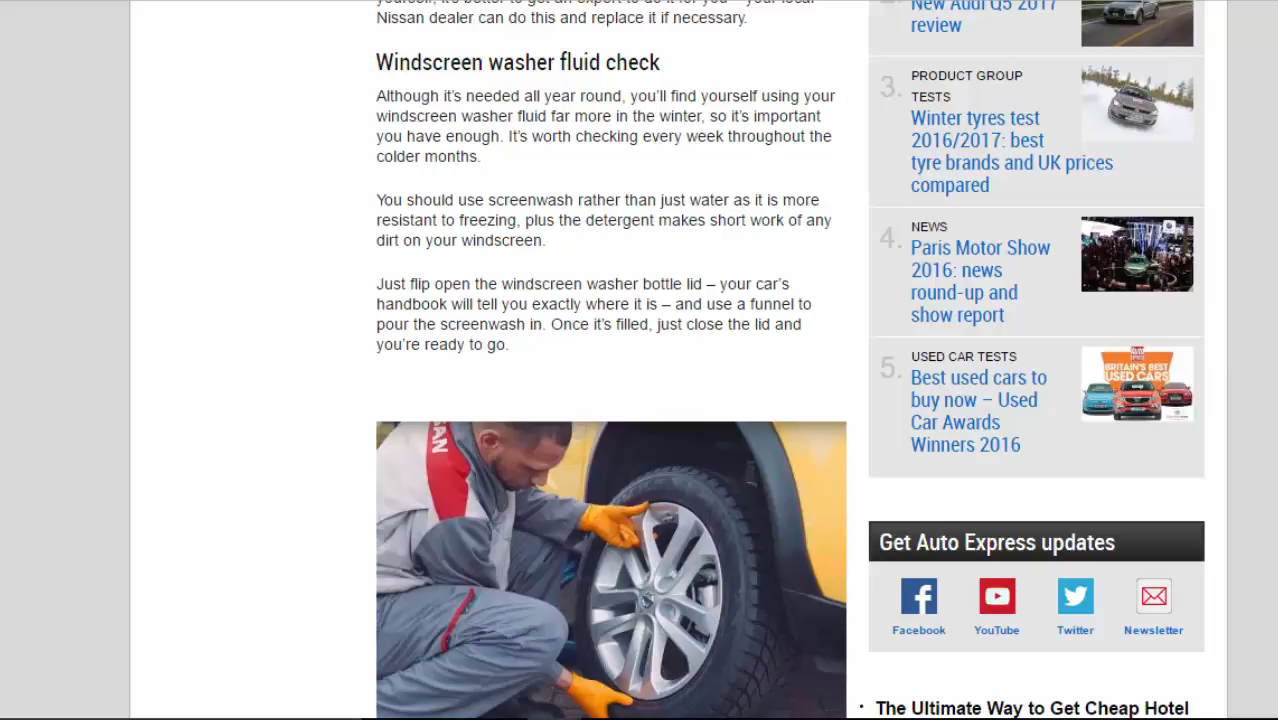 Nissan dealer can do this and replace it if necessary.
Windscreen washer fluid check
Although it's needed all year round, you'll find yourself using your
windscreen washer fluid far more in the winter, so it's important
you have enough. It's worth checking every week throughout the
colder months.
You should use screenwash rather than just water as it is more
resistant to freezing, plus the detergent makes short work of any
dirt on your windscreen.
Just flip open the windscreen washer bottle lid – your car's
handbook will tell you exactly where it is – and use a funnel to
pour the screenwash in. Once it's filled, just close the lid and
you're ready to go.
New Audi Q5 2017
review
3.
PRODUCT GROUP
TESTS
Winter tyres test
2016/2017: best
tyre brands and UK prices
compared
4.
NEWS
Paris Motor Show
2016: news
round-up and
show report
5.
USED CAR TESTS
Best used cars to
buy now – Used
Car Awards
Winners 2016
BRITAIN'S BEST
USED CARS
Get Auto Express updates
Facebook
YouTube
Twitter
Newsletter
· The Ultimate Way to Get Cheap Hotel